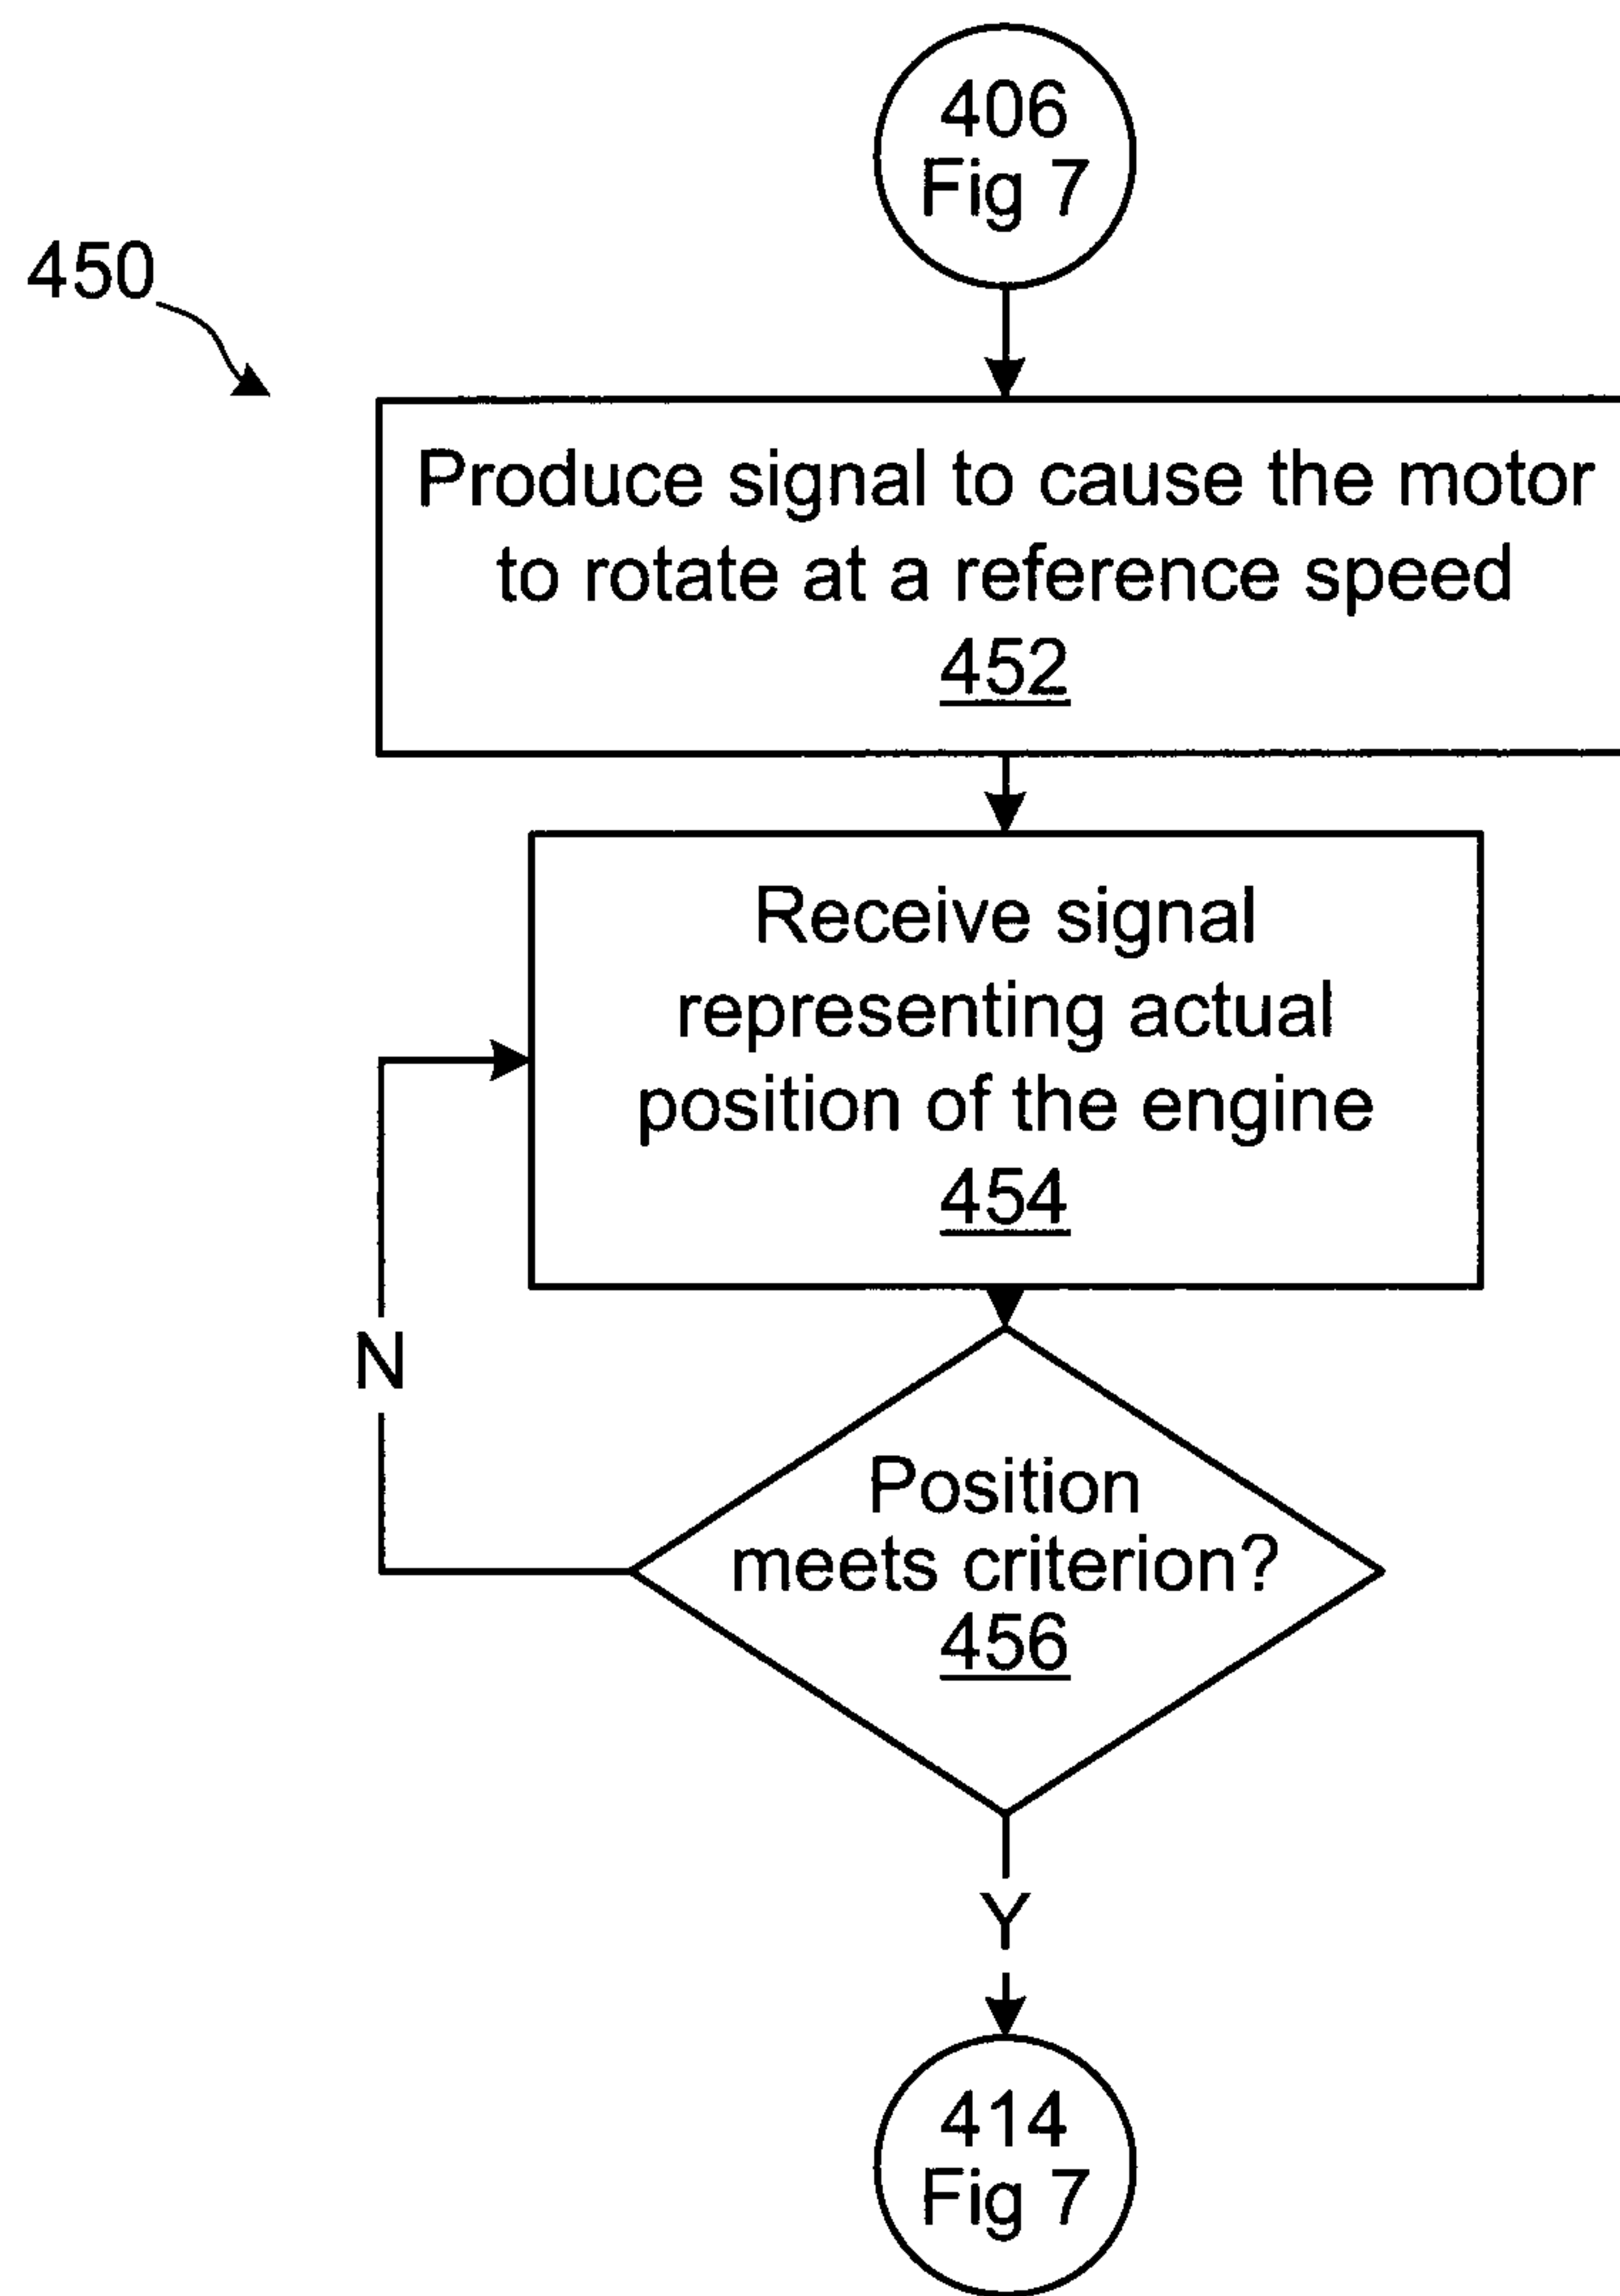 406
Fig 7
450
Produce signal to cause the motor
to rotate at a reference speed
452
Receive signal
representing actual
position of the engine
454
N
Position
meets criterion?
456
Y
414
Fig 7